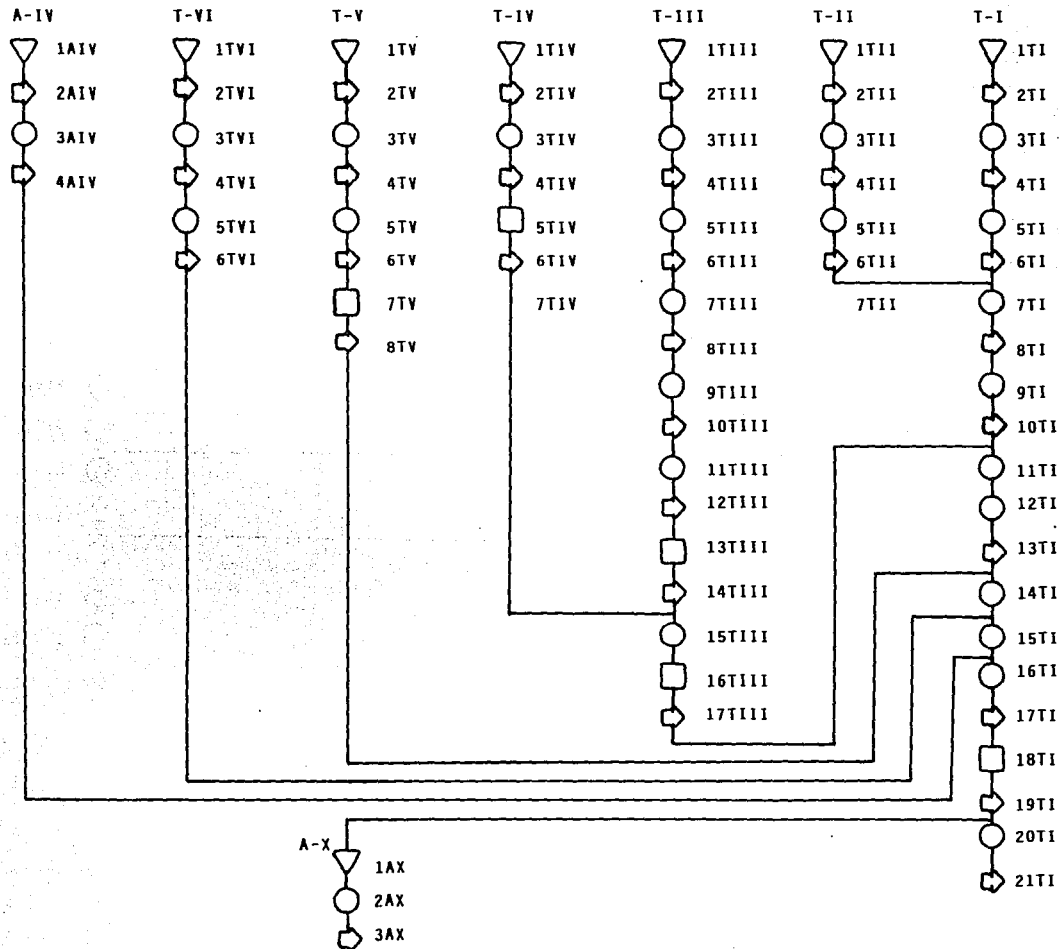 A-IV T-VI T-V T-IV T-III T-II T-I
1AIV 1TVI 1TV 1TIV 1TIII 1TII 1TI
2AIV 2TVI 2TV 2TIV 2TIII 2TII 2TI
3AIV 3TVI 3TV 3TIV 3TIII 3TII 3TI
4AIV 4TVI 4TV 4TIV 4TIII 4TII 4TI
5TVI 5TV 5TIV 5TIII 5TII 5TI
6TVI 6TV 6TIV 6TIII 6TII 6TI
7TV 7TIV 7TIII 7TII 7TI
8TV 8TIII 8TI
9TIII 9TI
10TIII 10TI
11TIII 11TI
12TIII 12TI
13TIII 13TI
14TIII 14TI
15TIII 15TI
16TIII 16TI
17TIII 17TI
18TI
19TI
A-X 20TI
1AX 21TI
2AX
3AX